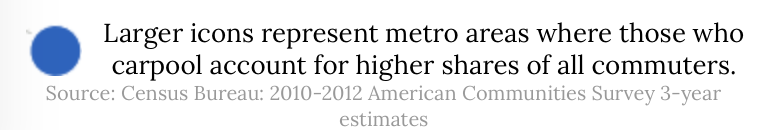 Larger icons represent metro areas where those who
carpool account for higher shares of all commuters.
Source: Census Bureau: 2010-2012 American Communities Survey 3-year
estimates